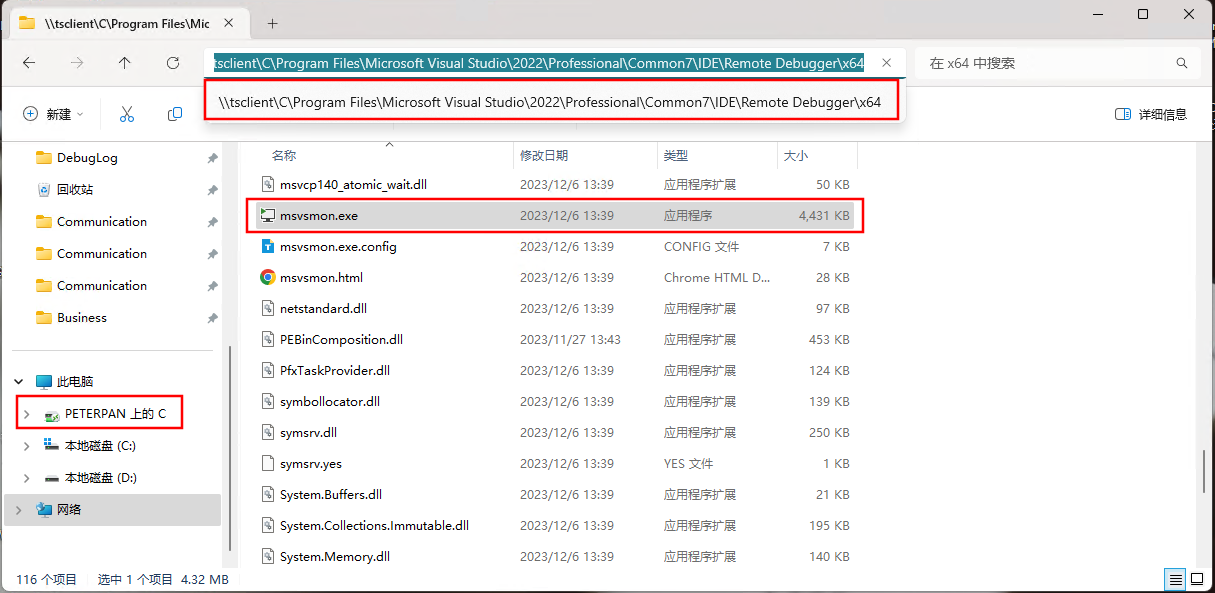 \\tsclient\C\Program Files\Mic
tsclient\C\Program Files\Microsoft Visual Studio\2022\Professional\Common7\IDE\Remote Debugger\x64
在 x64 中搜索
\\tsclient\C\Program Files\Microsoft Visual Studio\2022\Professional\Common7\IDE\Remote Debugger\x64
新建
详细信息
DebugLog
回收站
Communication
Communication
Communication
Business
此电脑
PETERPAN 上的 C
本地磁盘 (C:)
本地磁盘 (D:)
网络
名称 修改日期 类型 大小
msvcp140_atomic_wait.dll 2023/12/6 13:39 应用程序扩展 50 KB
msvsmon.exe 2023/12/6 13:39 应用程序 4,431 KB
msvsmon.exe.config 2023/12/6 13:39 CONFIG 文件 7 KB
msvsmon.html 2023/12/6 13:39 Chrome HTML D... 28 KB
netstandard.dll 2023/12/6 13:39 应用程序扩展 97 KB
PEBinComposition.dll 2023/11/27 13:43 应用程序扩展 453 KB
PfxTaskProvider.dll 2023/12/6 13:39 应用程序扩展 124 KB
symbollocator.dll 2023/12/6 13:39 应用程序扩展 139 KB
symsrv.dll 2023/12/6 13:39 应用程序扩展 250 KB
symsrv.yes 2023/12/6 13:39 YES 文件 1 KB
System.Buffers.dll 2023/12/6 13:39 应用程序扩展 21 KB
System.Collections.Immutable.dll 2023/12/6 13:39 应用程序扩展 195 KB
System.Memory.dll 2023/12/6 13:39 应用程序扩展 140 KB
116 个项目 选中 1 个项目 4.32 MB